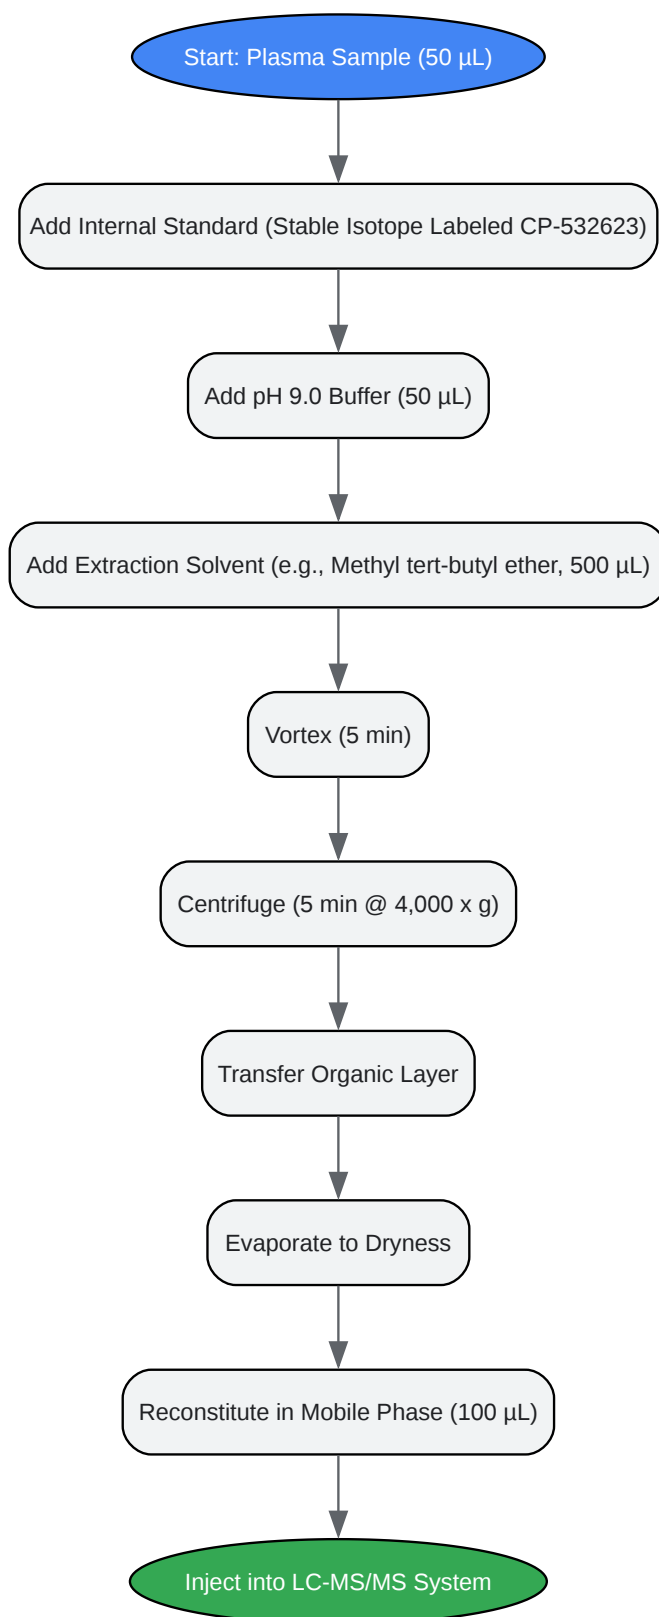 Start: Plasma Sample (50 µL)
Add Internal Standard (Stable Isotope Labeled CP-532623)
Add pH 9.0 Buffer (50 µL)
Add Extraction Solvent (e.g., Methyl tert-butyl ether, 500 µL)
Vortex (5 min)
Centrifuge (5 min @ 4,000 x g)
Transfer Organic Layer
Evaporate to Dryness
Reconstitute in Mobile Phase (100 µL)
Inject into LC-MS/MS System